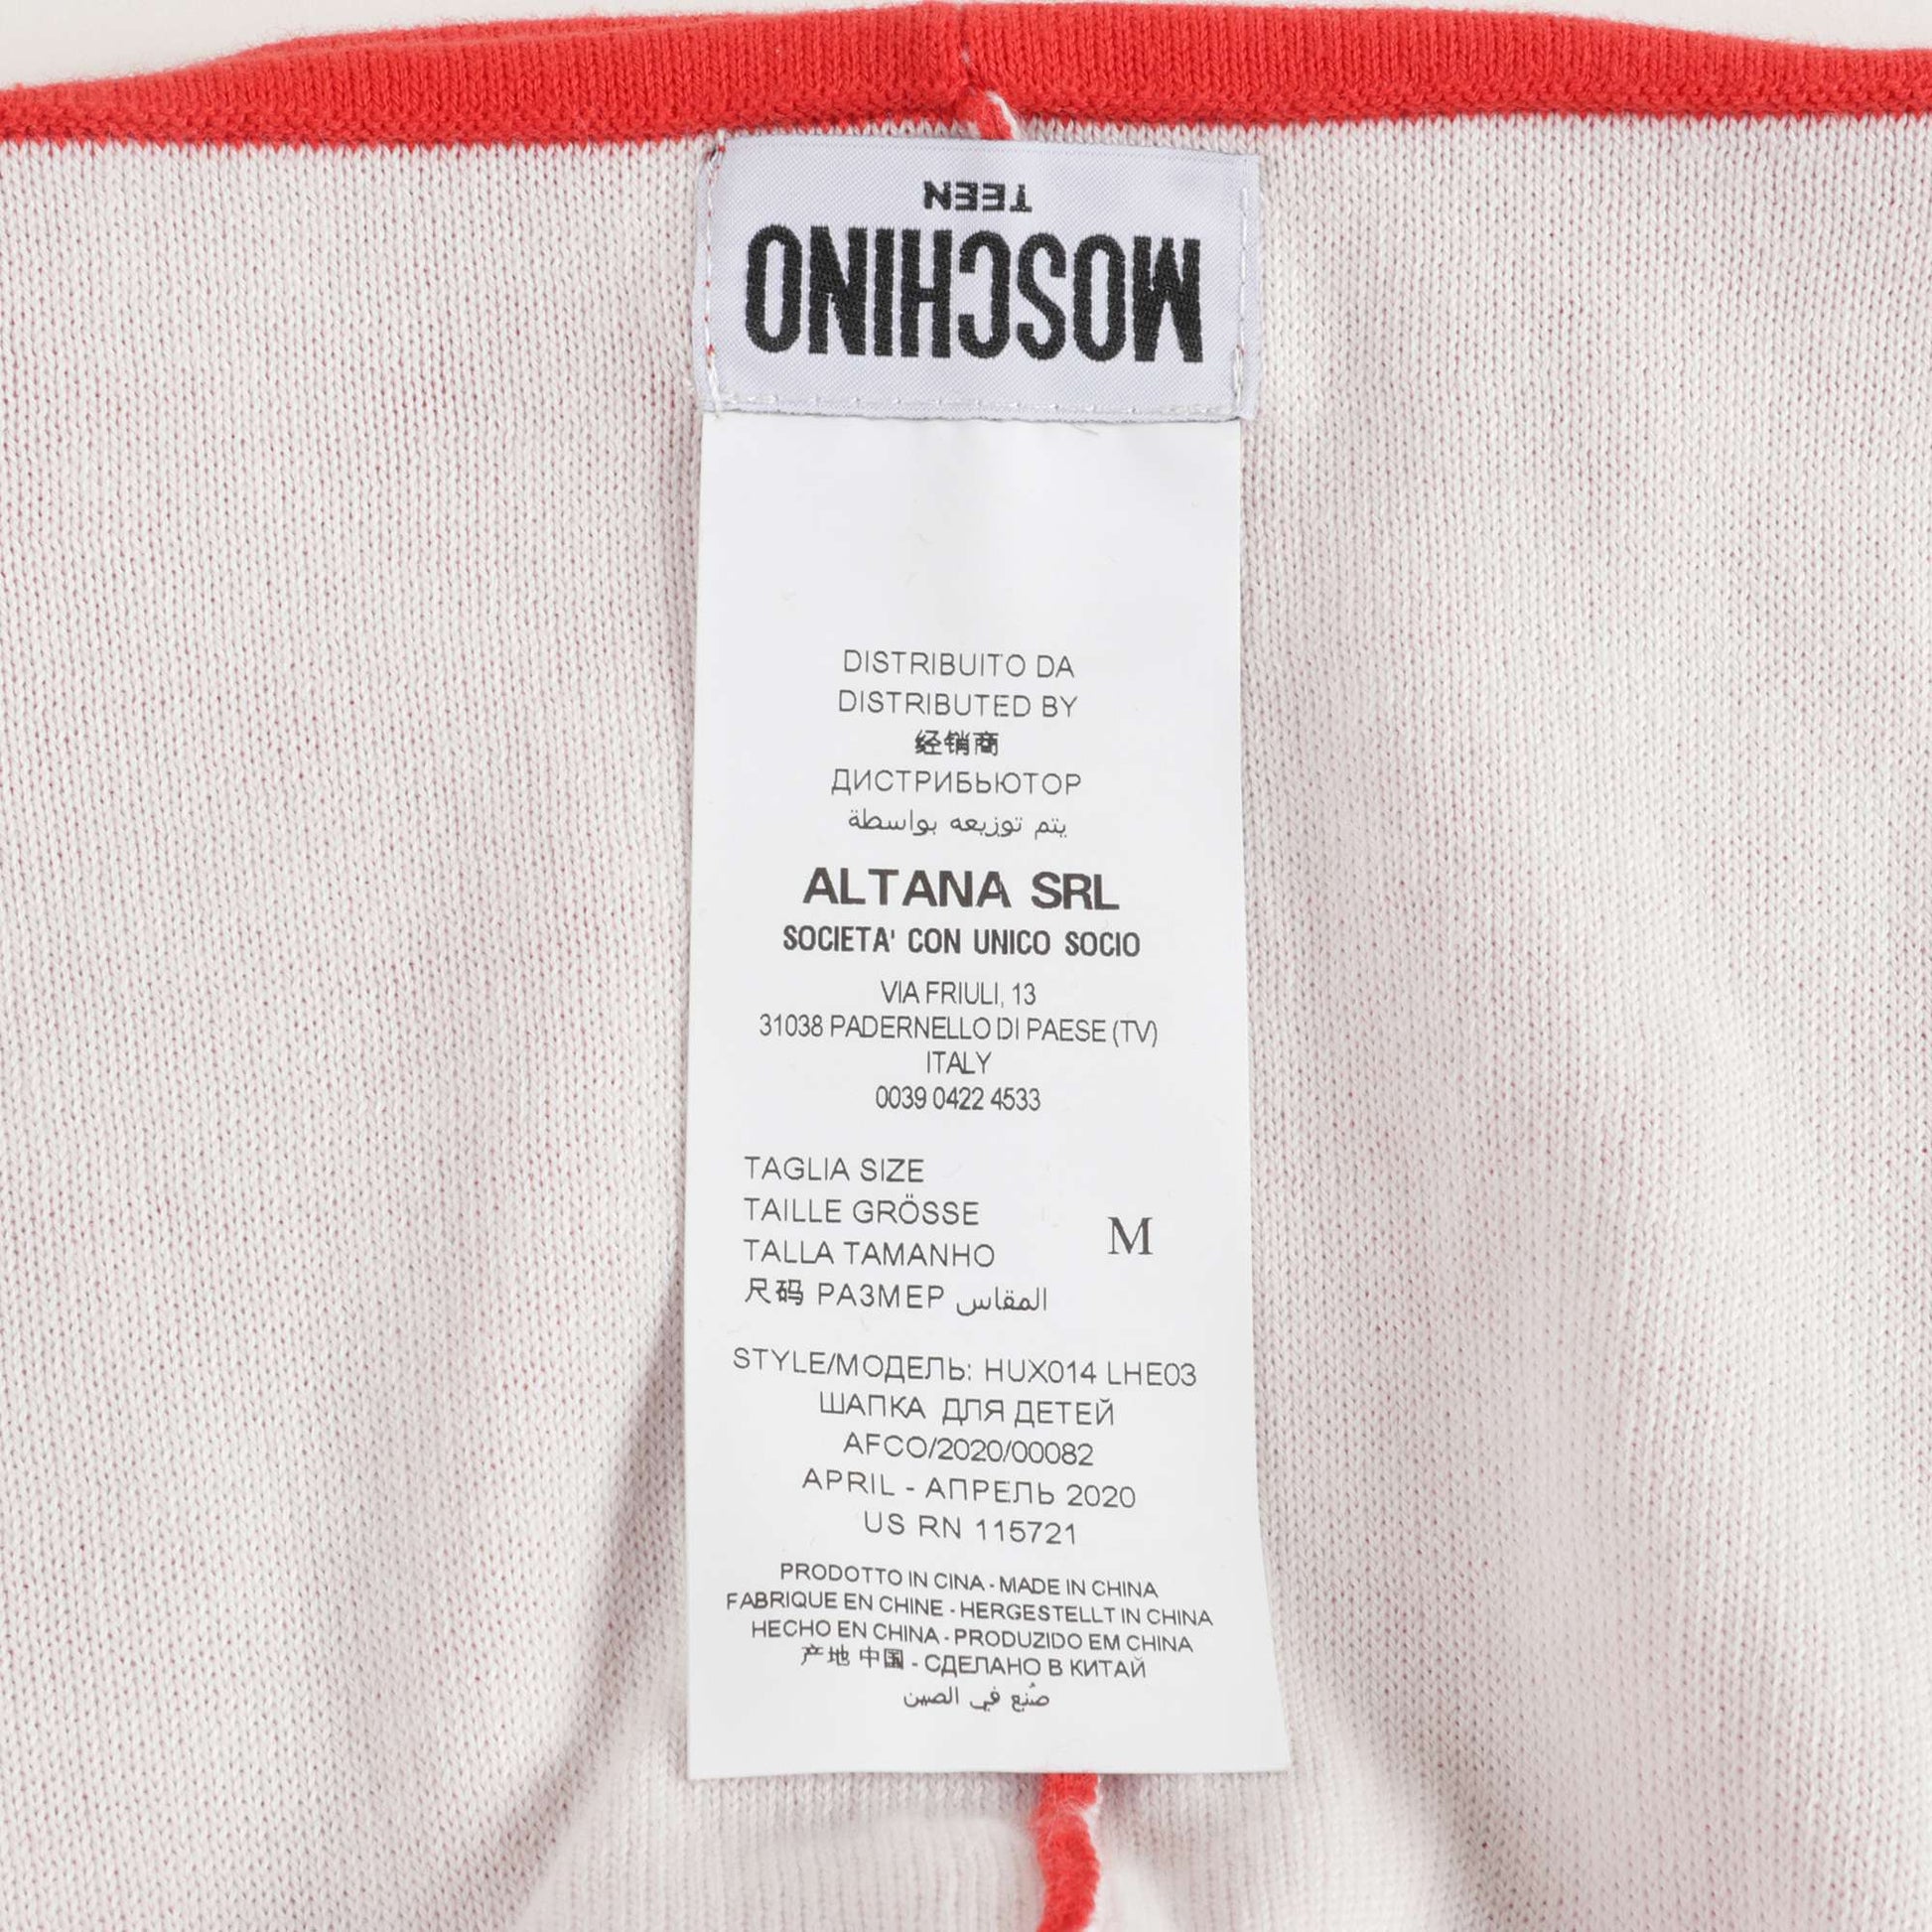 MOSCHINO
TEEN
DISTRIBUITO DA
DISTRIBUTED BY
经销商
ДИСТРИБЬЮТОР
يتم توزيعه بواسطة
ALTANA SRL
SOCIETA' CON UNICO SOCIO
VIA FRIULI, 13
31038 PADERNELLO DI PAESE (TV)
ITALY
0039 0422 4533
TAGLIA SIZE
TAILLE GRÖSSE
TALLA TAMANHO
尺码 РАЗМЕР المقاس
M
STYLE/МОДЕЛЬ: HUX014 LHE03
ШАПКА ДЛЯ ДЕТЕЙ
AFCO/2020/00082
APRIL - АПРЕЛЬ 2020
US RN 115721
PRODOTTO IN CINA - MADE IN CHINA
FABRIQUE EN CHINE - HERGESTELLT IN CHINA
HECHO EN CHINA - PRODUZIDO EM CHINA
产地 中国 - СДЕЛАНО В КИТАЙ
صُنع في الصين